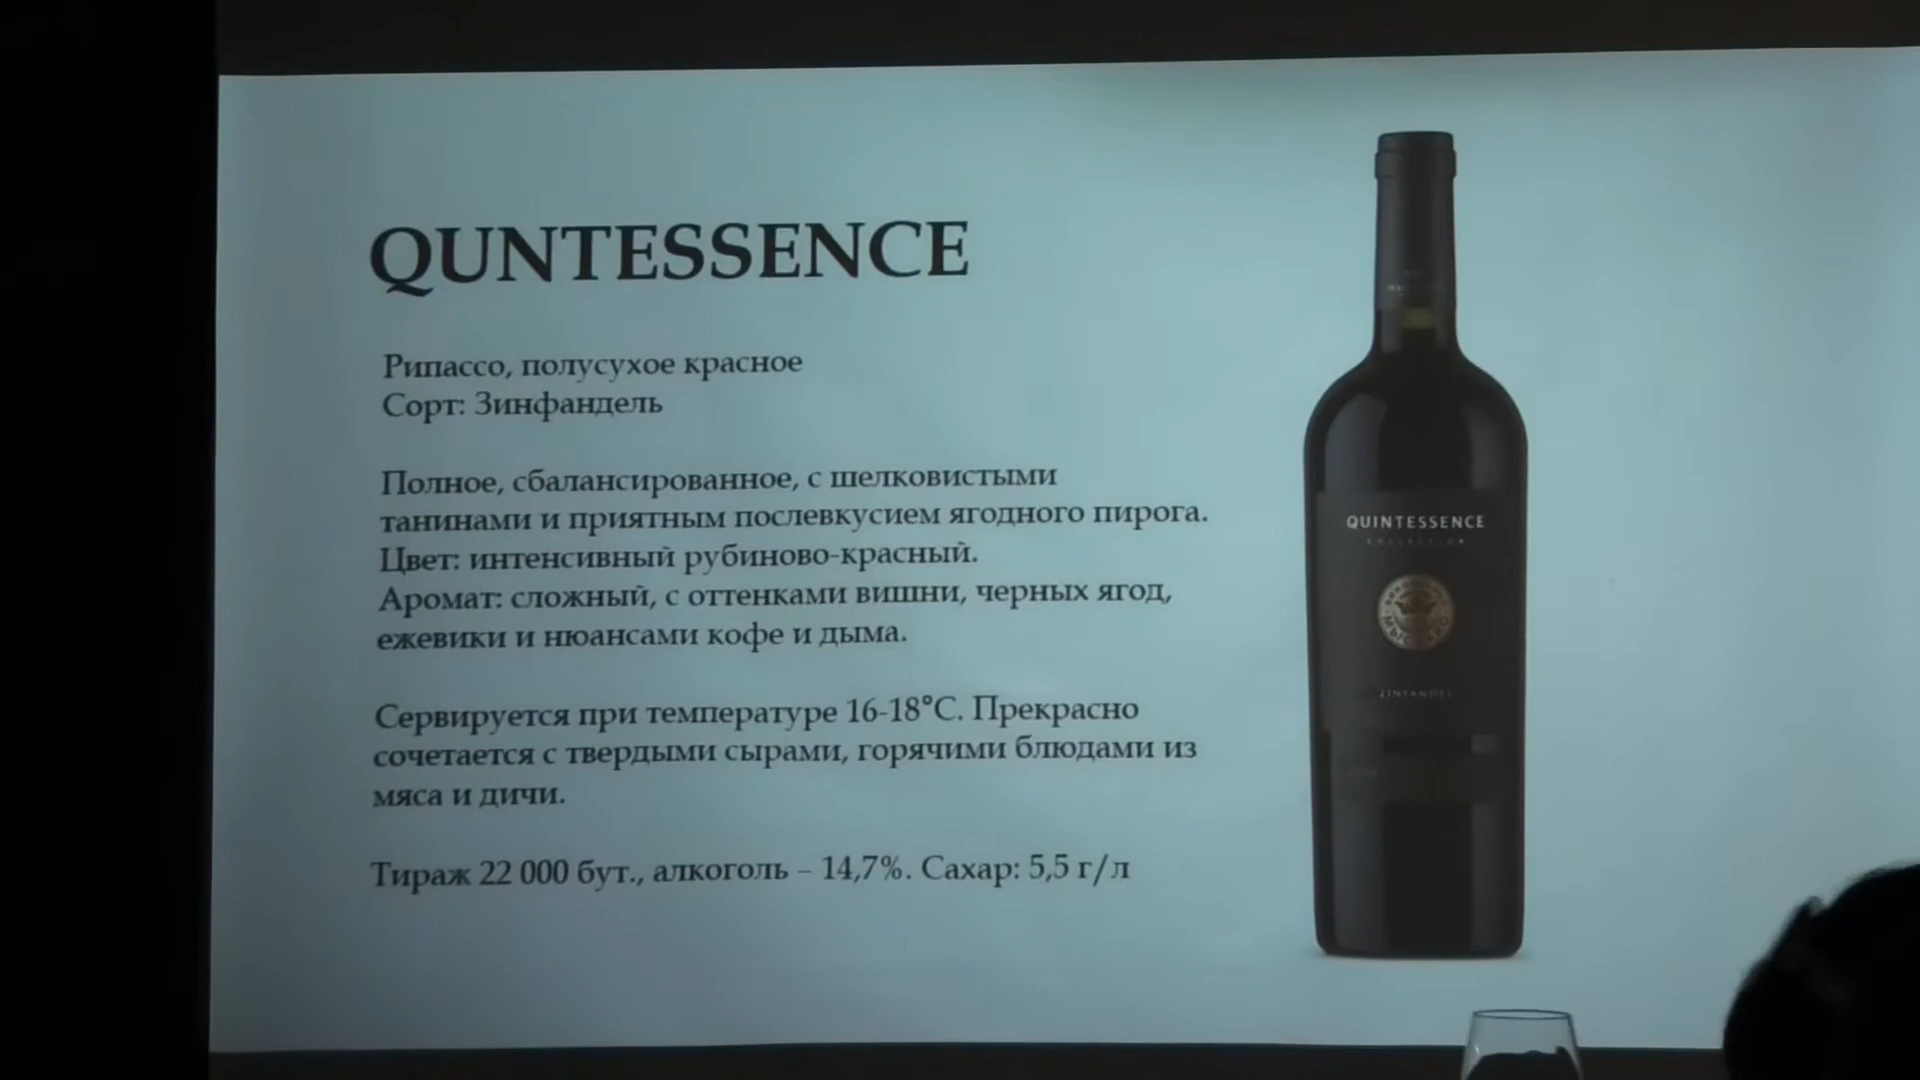 QUNTESSENCE
Рипассо, полусухое красное
Сорт: Зинфандель
Полное, сбалансированное, с шелковистыми
танинами и приятным послевкусием ягодного пирога.
Цвет: интенсивный рубиново-красный.
Аромат: сложный, с оттенками вишни, черных ягод,
ежевики и нюансами кофе и дыма.
Сервируется при температуре 16-18°С. Прекрасно
сочетается с твердыми сырами, горячими блюдами из
мяса и дичи.
Тираж 22 000 бут., алкоголь – 14,7%. Сахар: 5,5 г/л
QUINTESSENCE
ZINFANDEL